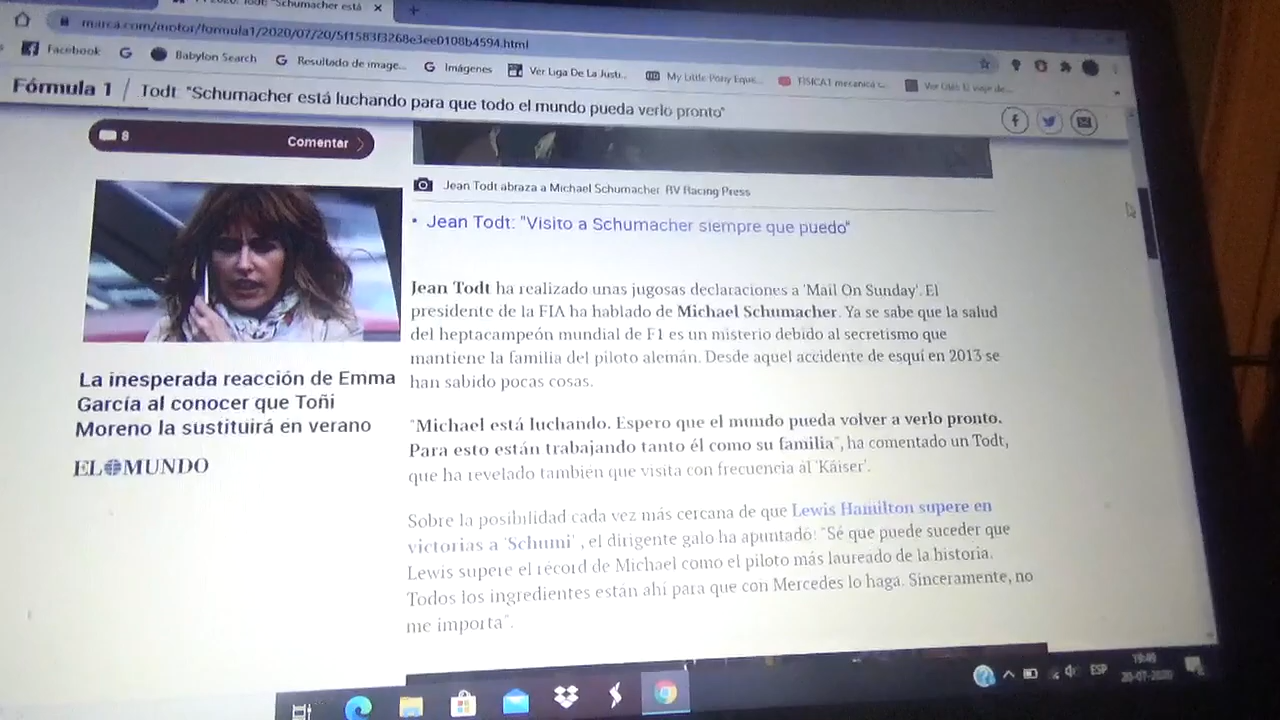 Todt: "Schumacher está
marca.com/motor/formula1/2020/07/20/5f1583f3268e3ee0108b4594.html
Facebook
Babylon Search
Resultado de image...
Imágenes
Ver Liga De La Justi...
My Little Pony Eque...
FISICA1 mecanica c...
Fórmula 1 / Todt: "Schumacher está luchando para que todo el mundo pueda verlo pronto"
8 Comentar
Jean Todt abraza a Michael Schumacher RV Racing Press
• Jean Todt: "Visito a Schumacher siempre que puedo"
Jean Todt ha realizado unas jugosas declaraciones a 'Mail On Sunday'. El
presidente de la FIA ha hablado de Michael Schumacher. Ya se sabe que la salud
del heptacampeón mundial de F1 es un misterio debido al secretismo que
mantiene la familia del piloto alemán. Desde aquel accidente de esquí en 2013 se
han sabido pocas cosas.
"Michael está luchando. Espero que el mundo pueda volver a verlo pronto.
Para esto están trabajando tanto él como su familia", ha comentado un Todt,
que ha revelado también que visita con frecuencia al 'Káiser'.
Sobre la posibilidad cada vez más cercana de que Lewis Hamilton supere en
victorias a 'Schumi' , el dirigente galo ha apuntado: "Sé que puede suceder que
Lewis supere el récord de Michael como el piloto más laureado de la historia.
Todos los ingredientes están ahí para que con Mercedes lo haga. Sinceramente, no
me importa".
La inesperada reacción de Emma
García al conocer que Toñi
Moreno la sustituirá en verano
EL MUNDO
ESP
19:49
20-07-2020